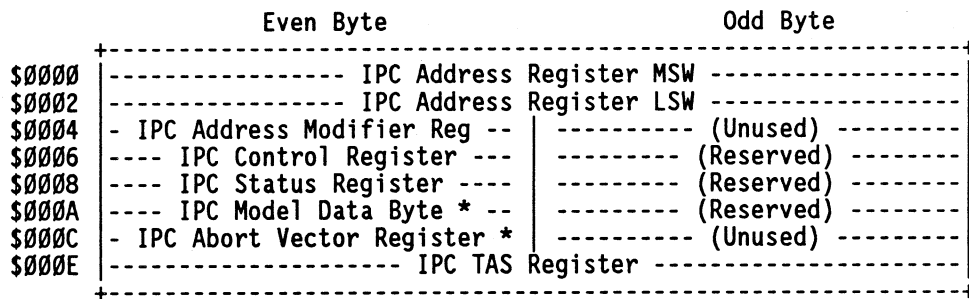 Even Byte Odd Byte
+---------------------------------------------------------------+
$0000 |---------------- IPC Address Register MSW -----------------
$0002 |---------------- IPC Address Register LSW -----------------
$0004 |- IPC Address Modifier Reg -- | ---------- (Unused) --------
$0006 |---- IPC Control Register --- | --------- (Reserved) -------
$0008 |---- IPC Status Register ---- | --------- (Reserved) -------
$000A |---- IPC Model Data Byte * -- | --------- (Reserved) -------
$000C |- IPC Abort Vector Register * | ---------- (Unused) --------
$000E |--------------------- IPC TAS Register --------------------
+---------------------------------------------------------------+